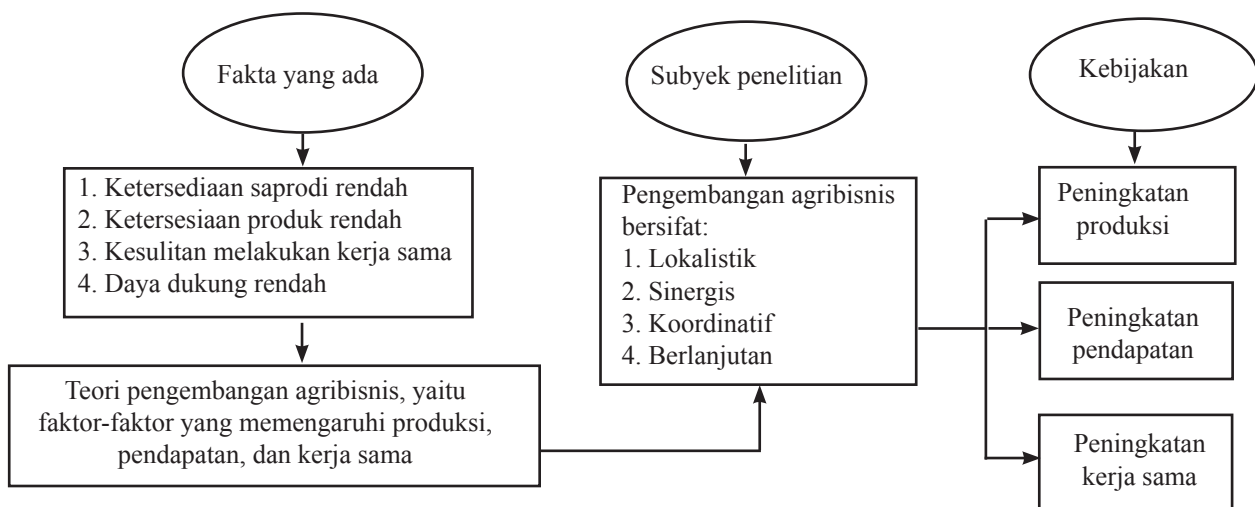 Fakta yang ada
1. Ketersediaan saprodi rendah
2. Ketersesiaan produk rendah
3. Kesulitan melakukan kerja sama
4. Daya dukung rendah
Teori pengembangan agribisnis, yaitu
faktor-faktor yang memengaruhi produksi,
pendapatan, dan kerja sama
Subyek penelitian
Pengembangan agribisnis
bersifat:
1. Lokalistik
2. Sinergis
3. Koordinatif
4. Berlanjutan
Kebijakan
Peningkatan
produksi
Peningkatan
pendapatan
Peningkatan
kerja sama